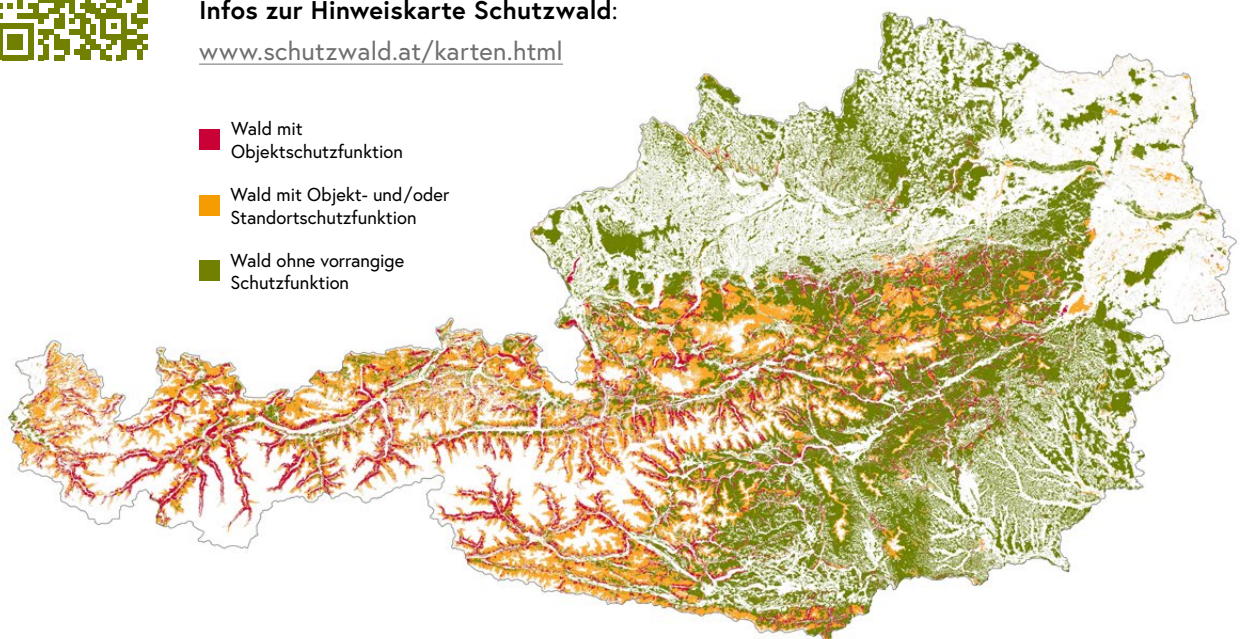 Infos zur Hinweiskarte Schutzwald:
www.schutzwald.at/karten.html
Wald mit
Objektschutzfunktion
Wald mit Objekt- und/oder
Standortschutzfunktion
Wald ohne vorrangige
Schutzfunktion